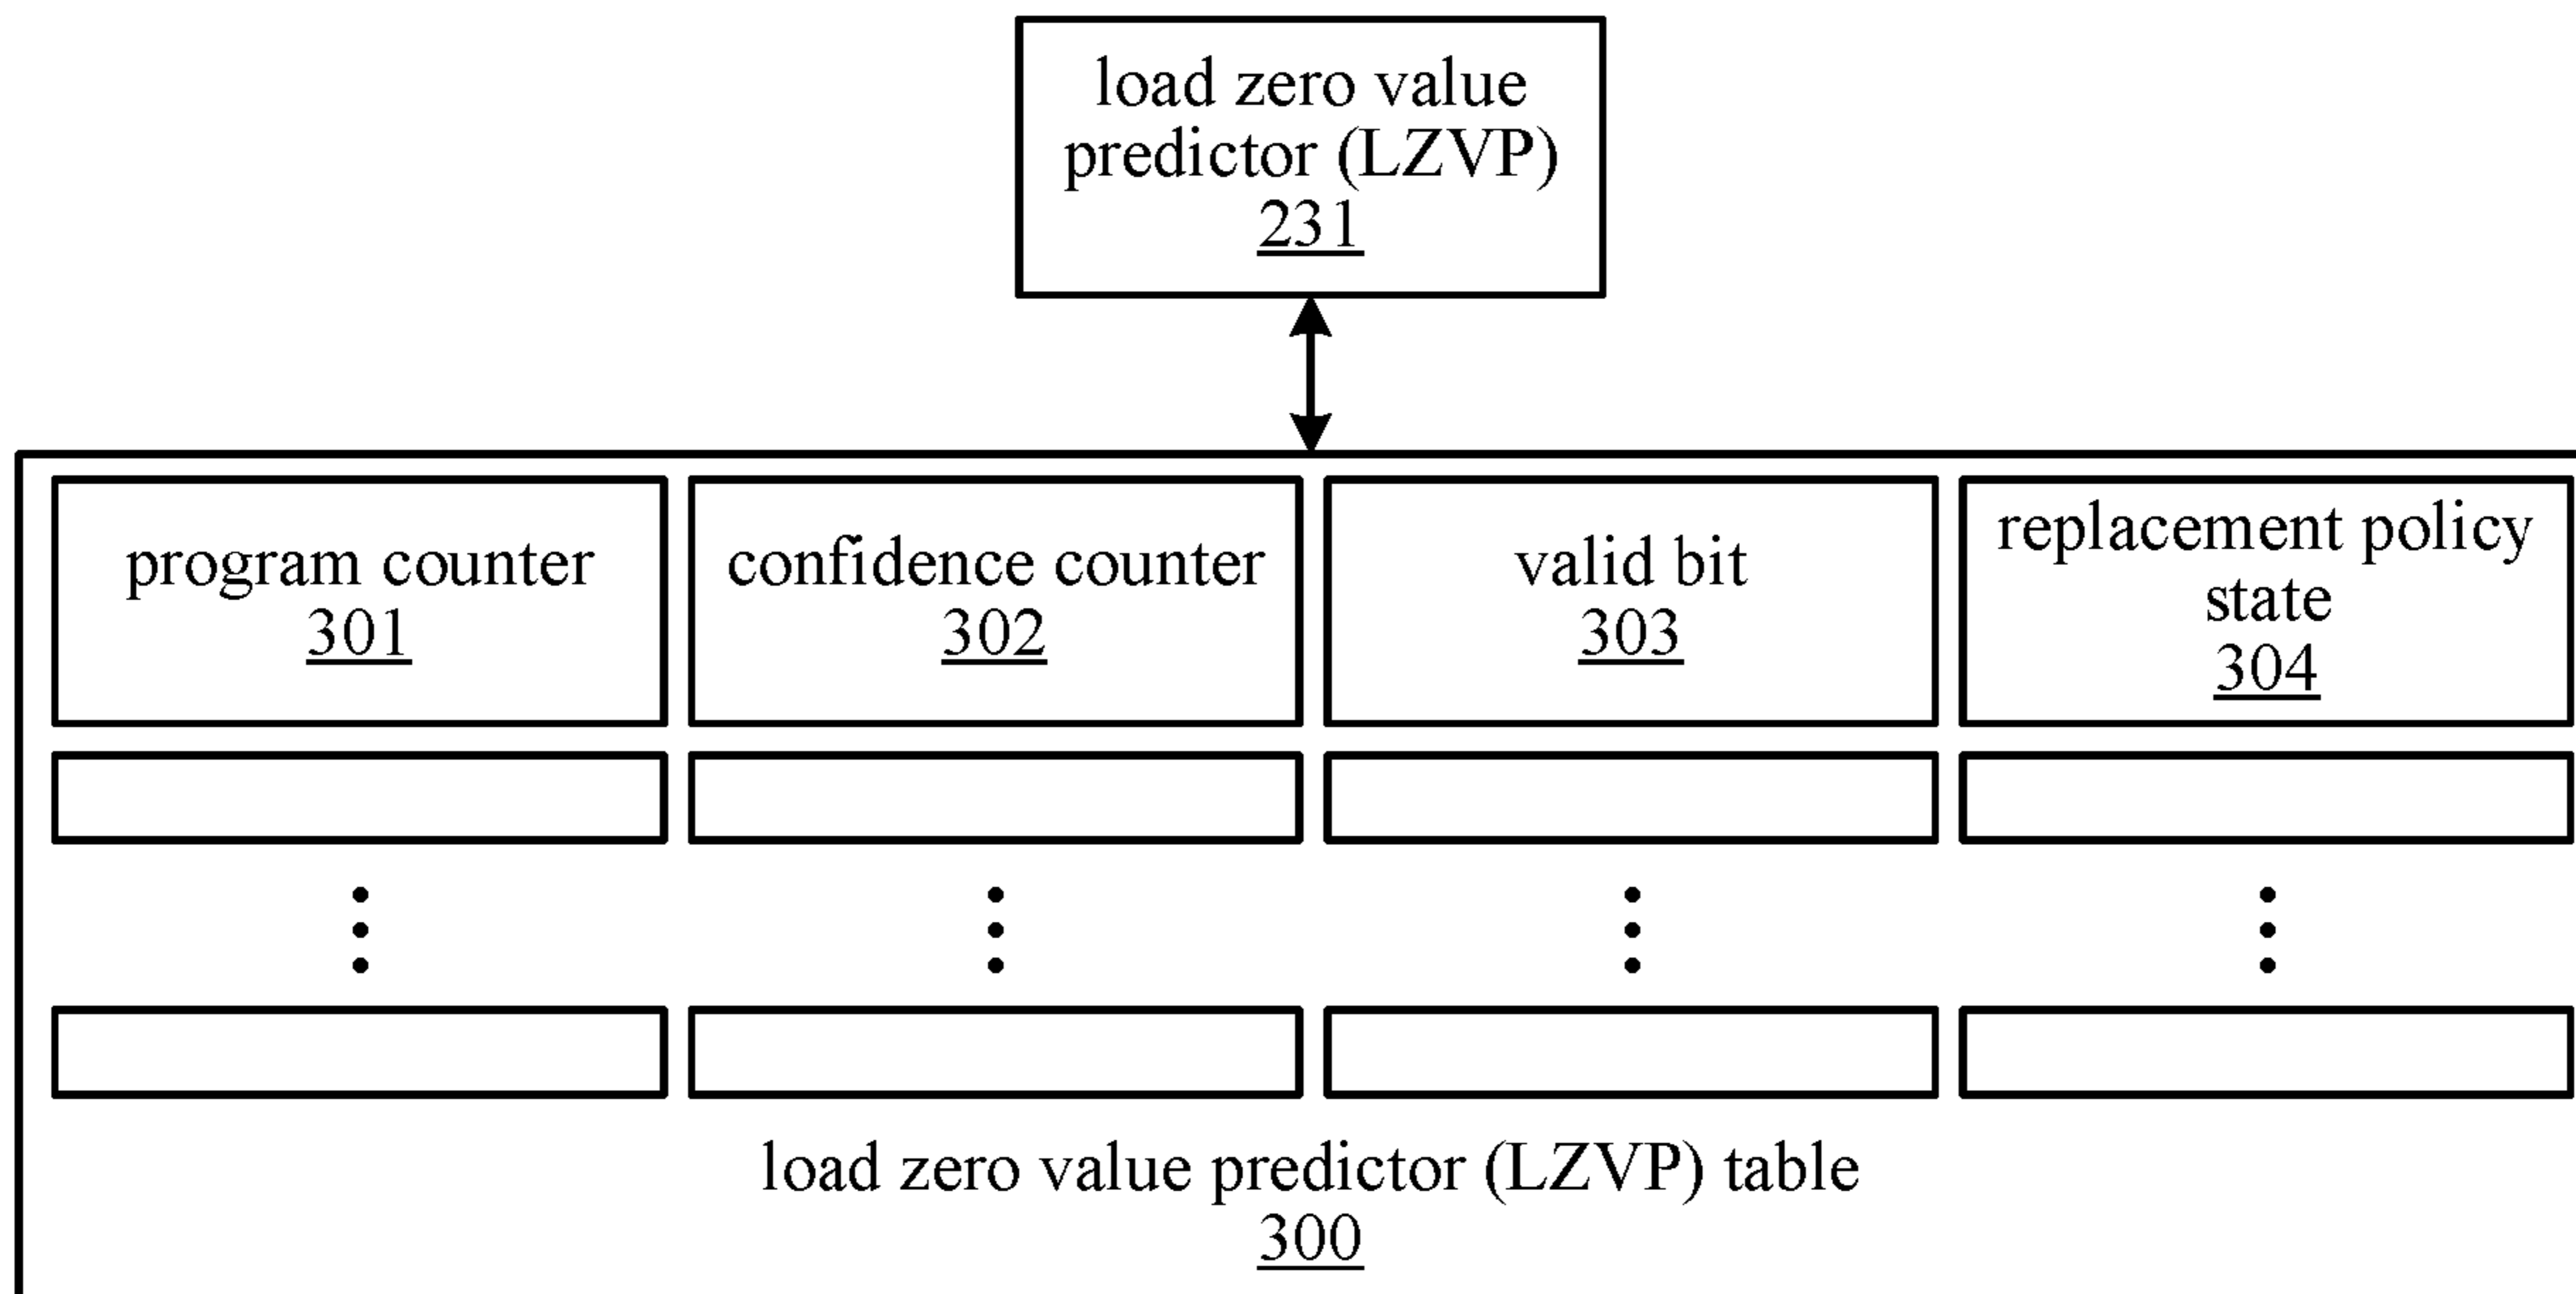 load zero value
predictor (LZVP)
231
program counter
301
confidence counter
302
valid bit
303
replacement policy
state
304
load zero value predictor (LZVP) table
300